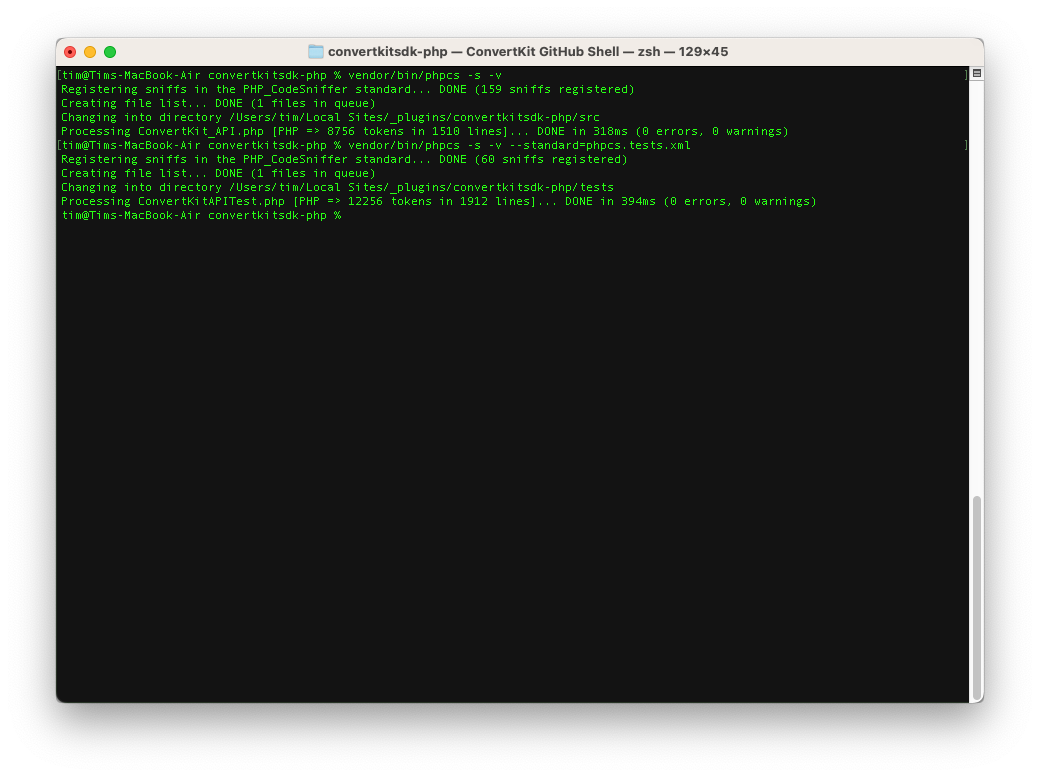 convertkitsdk-php — ConvertKit GitHub Shell — zsh — 129×45
[tim@Tims-MacBook-Air convertkitsdk-php % vendor/bin/phpcs -s -v ]
Registering sniffs in the PHP_CodeSniffer standard... DONE (159 sniffs registered)
Creating file list... DONE (1 files in queue)
Changing into directory /Users/tim/Local Sites/_plugins/convertkitsdk-php/src
Processing ConvertKit_API.php [PHP => 8756 tokens in 1510 lines]... DONE in 318ms (0 errors, 0 warnings)
[tim@Tims-MacBook-Air convertkitsdk-php % vendor/bin/phpcs -s -v --standard=phpcs.tests.xml ]
Registering sniffs in the PHP_CodeSniffer standard... DONE (60 sniffs registered)
Creating file list... DONE (1 files in queue)
Changing into directory /Users/tim/Local Sites/_plugins/convertkitsdk-php/tests
Processing ConvertKitAPITest.php [PHP => 12256 tokens in 1912 lines]... DONE in 394ms (0 errors, 0 warnings)
tim@Tims-MacBook-Air convertkitsdk-php %